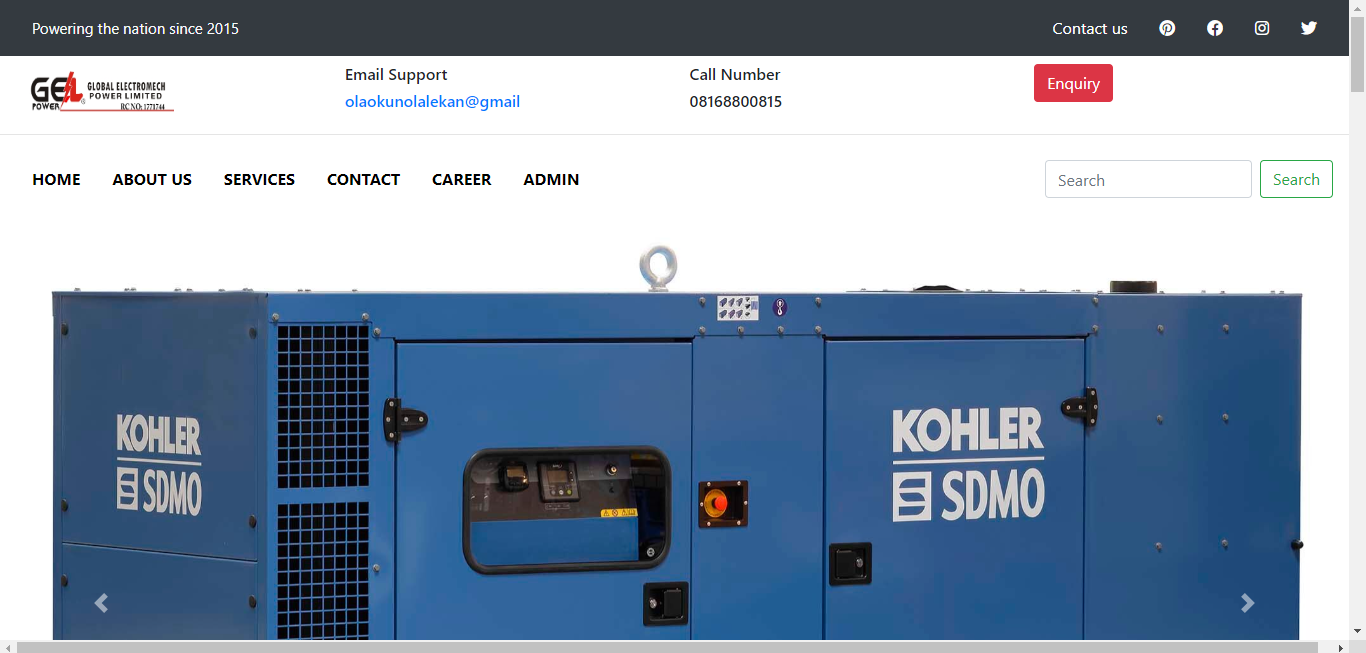 Powering the nation since 2015
Contact us
GEL POWER
GLOBAL ELECTROMECH
POWER LIMITED
RC NO: 1771744
Email Support
olaokunolalekan@gmail
Call Number
08168800815
Enquiry
HOME
ABOUT US
SERVICES
CONTACT
CAREER
ADMIN
Search
Search
KOHLER
SDMO
KOHLER
SDMO